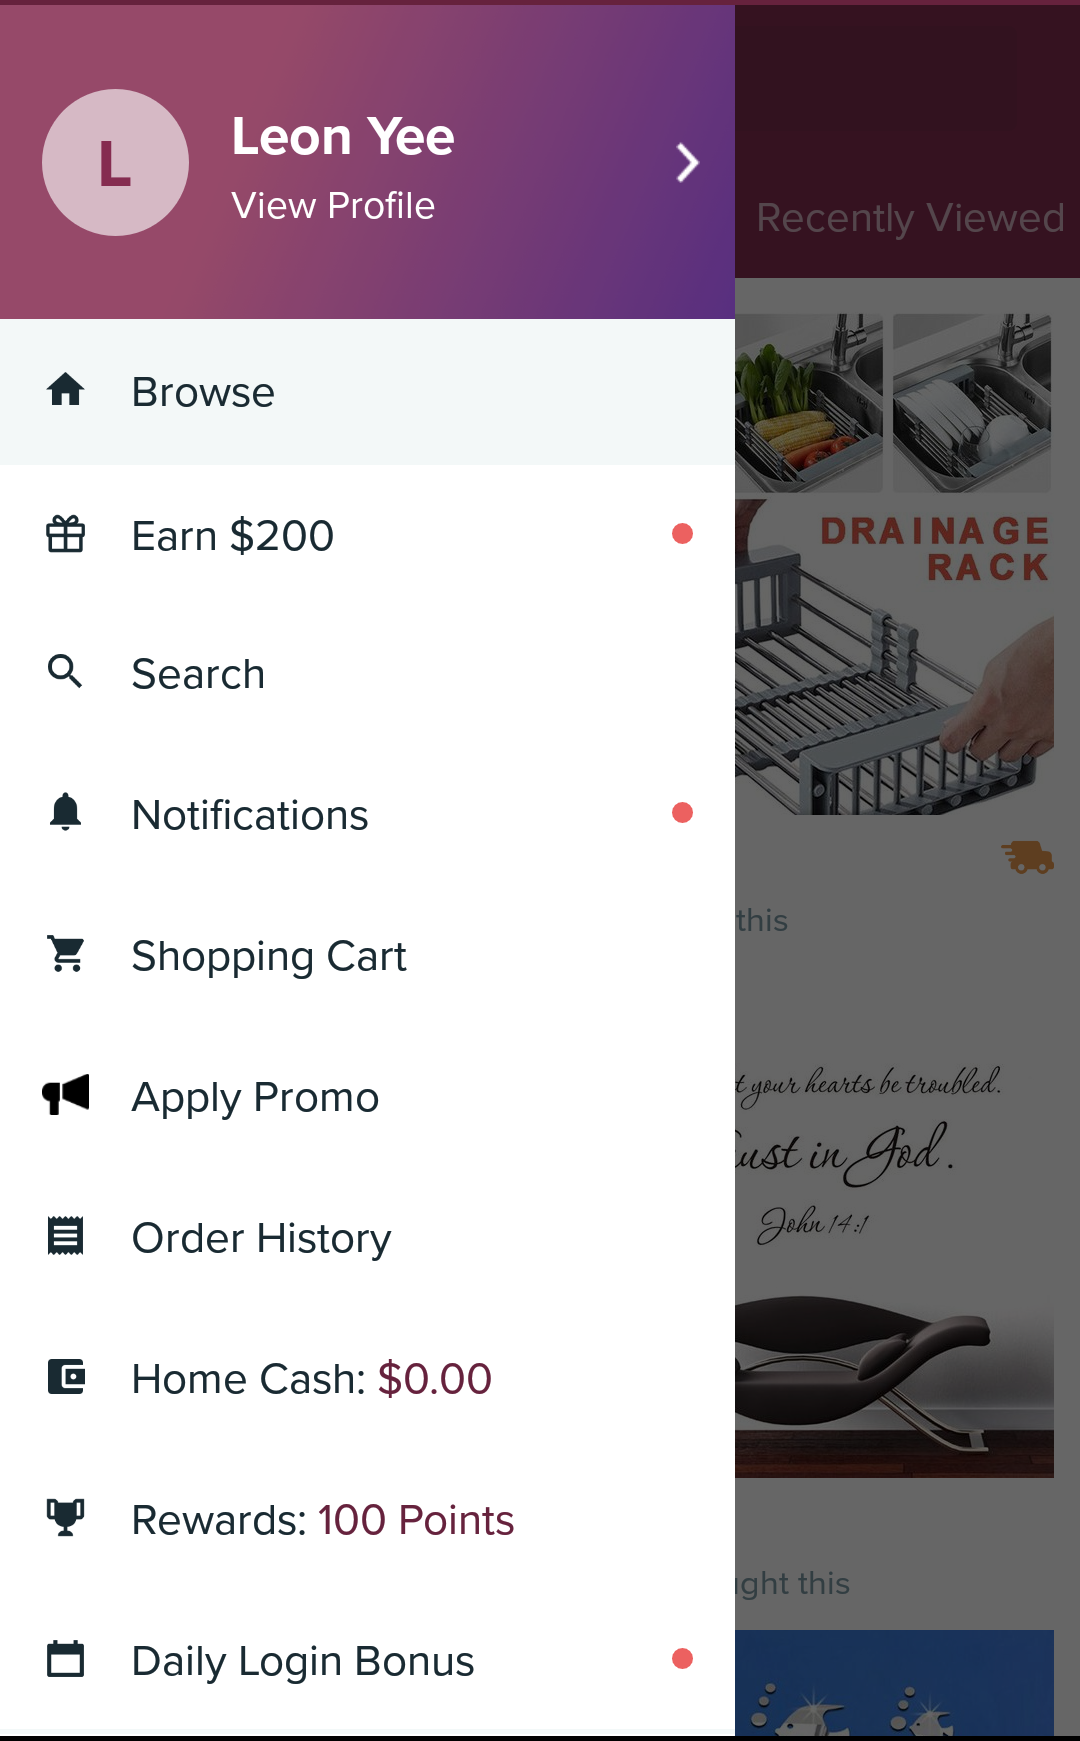 L
Leon Yee
View Profile
Recently Viewed
Browse
Earn $200
Search
Notifications
Shopping Cart
Apply Promo
Order History
Home Cash: $0.00
Rewards: 100 Points
Daily Login Bonus
DRAINAGE
RACK
this
your hearts be troubled.
in God.
John 14:1
this